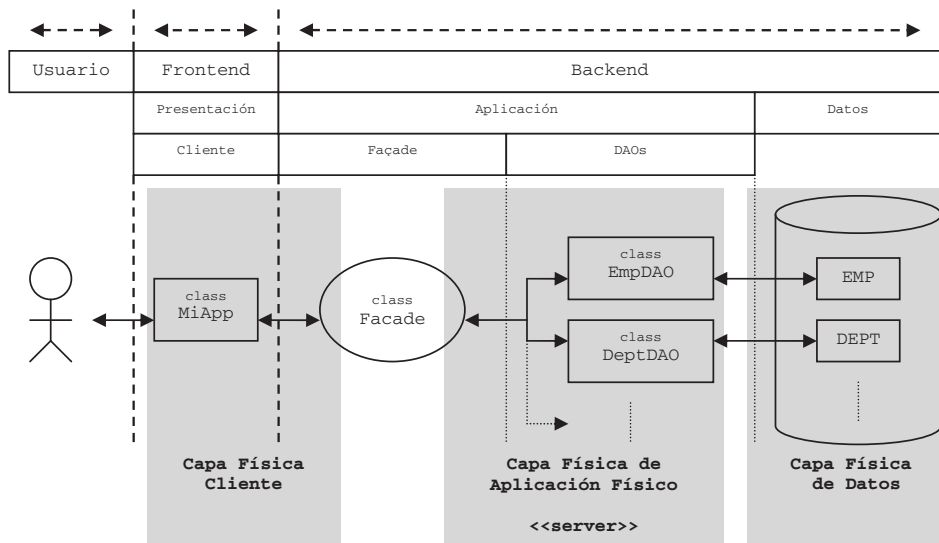 Usuario
Frontend
Backend
Presentación
Aplicación
Datos
Cliente
Façade
DAOs
class
MiApp
class
Facade
class
EmpDAO
class
DeptDAO
EMP
DEPT
Capa Física
Cliente
Capa Física de
Aplicación Físico
<<server>>
Capa Física
de Datos